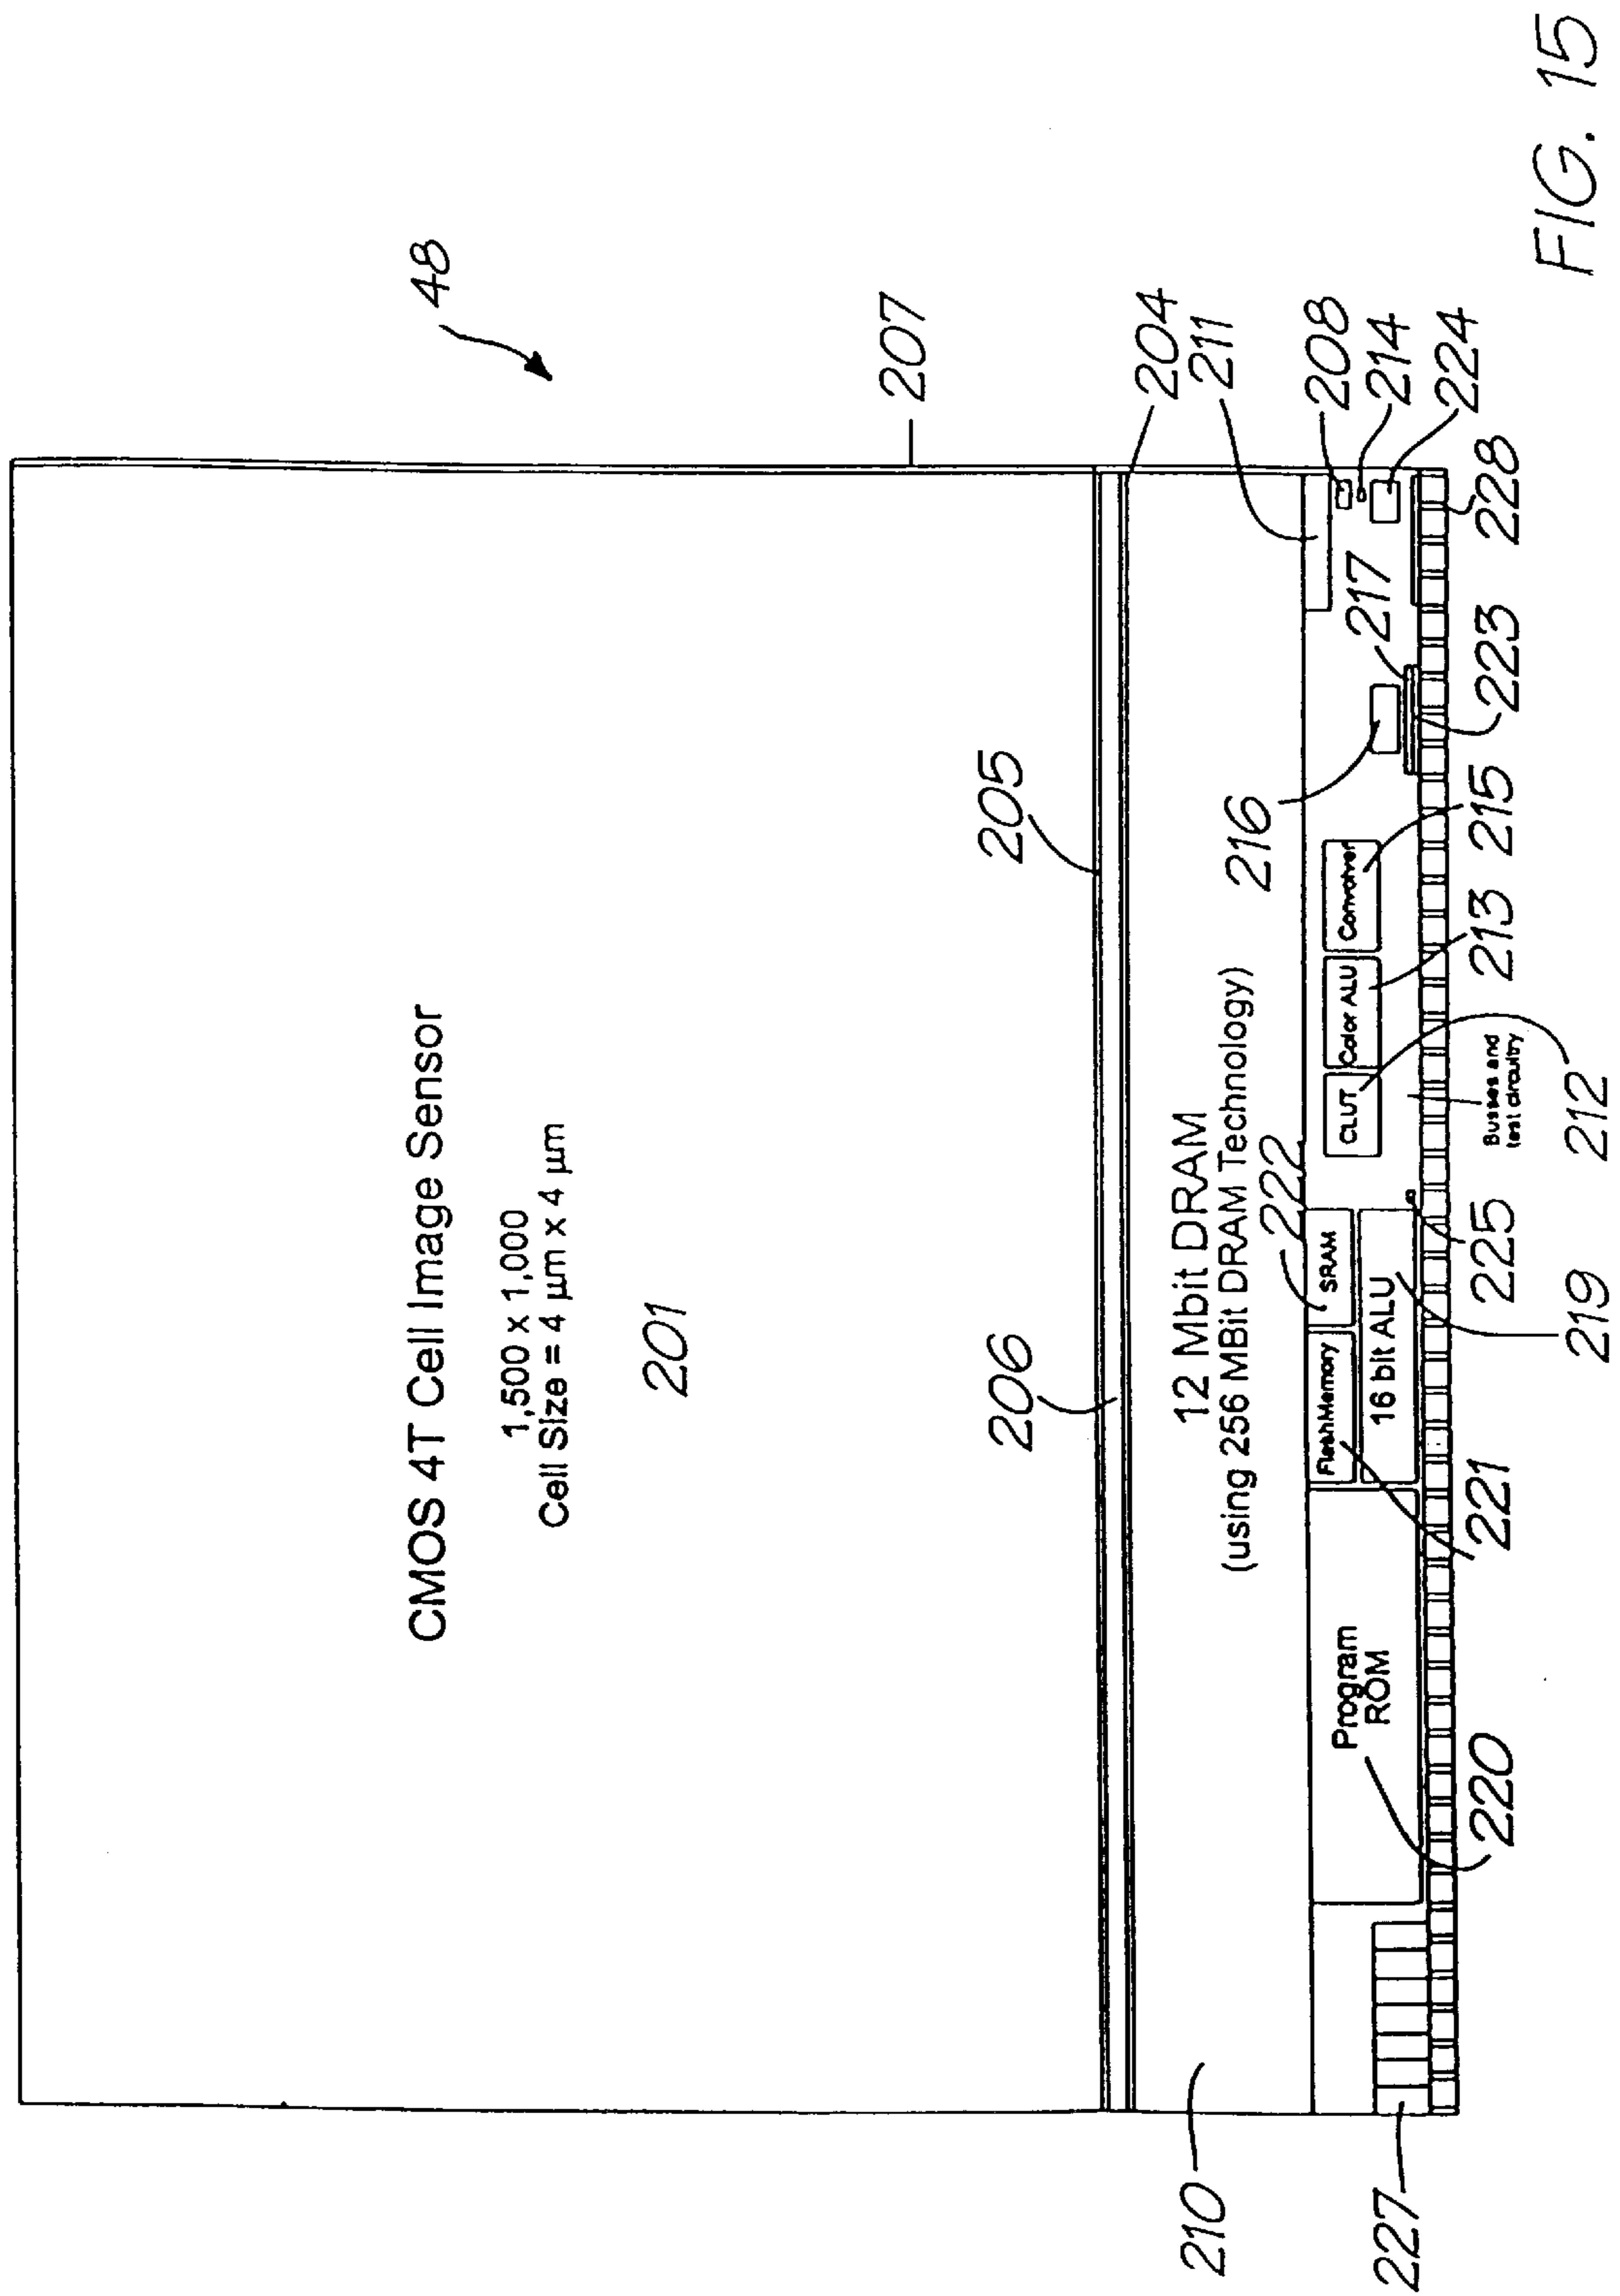 CMOS 4T Cell Image Sensor
1,500 x 1,000
Cell Size = 4 µm x 4 µm
201
48
207
205
206
204
211
12 Mbit DRAM
(using 256 MBit DRAM Technology)
210
222
216
217
208
214
224
Program
ROM
FlashMemory
SRAM
16 bit ALU
CLUT
Color ALU
Convolver
Busses and
test circuitry
227
220
221
225
219
212
213
215
223
228
FIG. 15